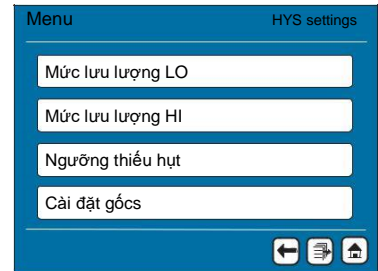 Menu HYS settings
Mức lưu lượng LO
Mức lưu lượng HI
Ngưỡng thiếu hụt
Cài đặt gốcs